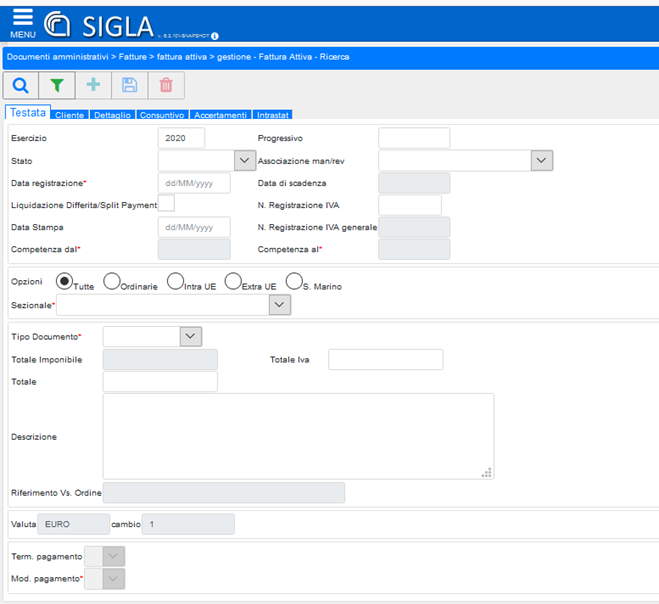 MENU SIGLA v. 5.2.101-SNAPSHOT
Documenti amministrativi > Fatture > fattura attiva > gestione - Fattura Attiva - Ricerca
Testata Cliente Dettaglio Consuntivo Accertamenti Intrastat
Esercizio 2020 Progressivo
Stato Associazione man/rev
Data registrazione* dd/MM/yyyy Data di scadenza
Liquidazione Differita/Split Payment N. Registrazione IVA
Data Stampa dd/MM/yyyy N. Registrazione IVA generale
Competenza dal* Competenza al*
Opzioni Tutte Ordinarie Intra UE Extra UE S. Marino
Sezionale*
Tipo Documento*
Totale Imponibile Totale Iva
Totale
Descrizione
Riferimento Vs. Ordine
Valuta EURO cambio 1
Term. pagamento
Mod. pagamento*